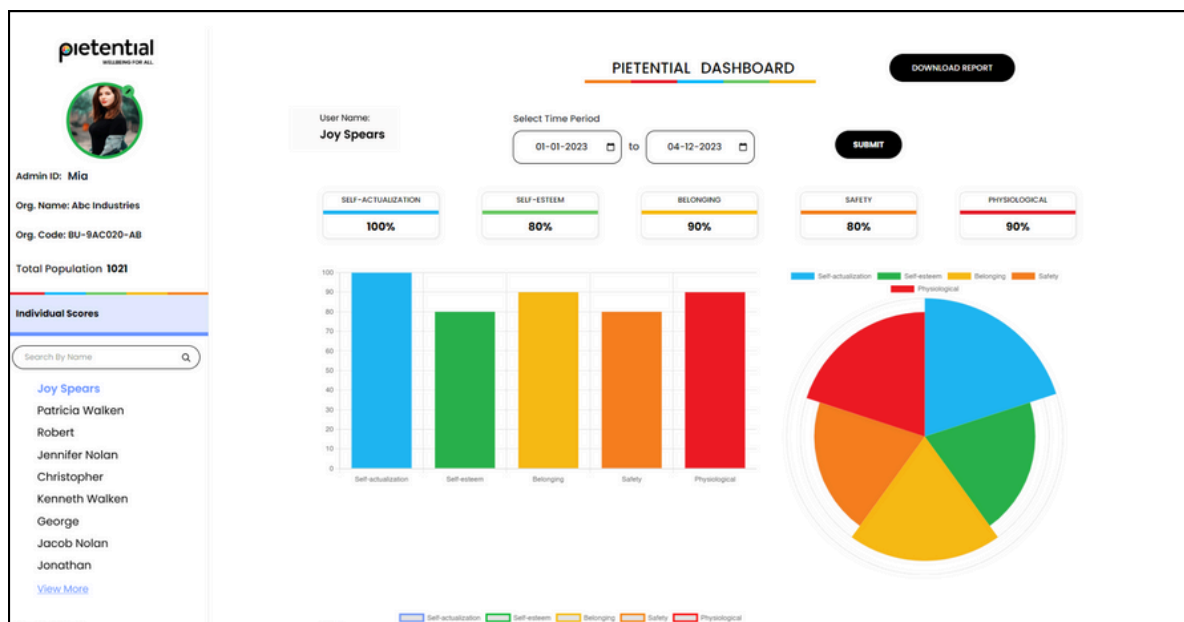 pietential
WELLBEING FOR ALL
Admin ID: Mia
Org. Name: Abc Industries
Org. Code: BU-9AC020-AB
Total Population 1021
Individual Scores
Search By Name
Joy Spears
Patricia Walken
Robert
Jennifer Nolan
Christopher
Kenneth Walken
George
Jacob Nolan
Jonathan
View More
PIETENTIAL DASHBOARD
DOWNLOAD REPORT
User Name:
Joy Spears
Select Time Period
01-01-2023 to 04-12-2023
SUBMIT
SELF-ACTUALIZATION
100%
SELF-ESTEEM
80%
BELONGING
90%
SAFETY
80%
PHYSIOLOGICAL
90%
100
90
80
70
60
50
40
30
20
10
0
Self-actualization Self-esteem Belonging Safety Physiological
Self-actualization Self-esteem Belonging Safety
Physiological
Self-actualization Self-esteem Belonging Safety Physiological